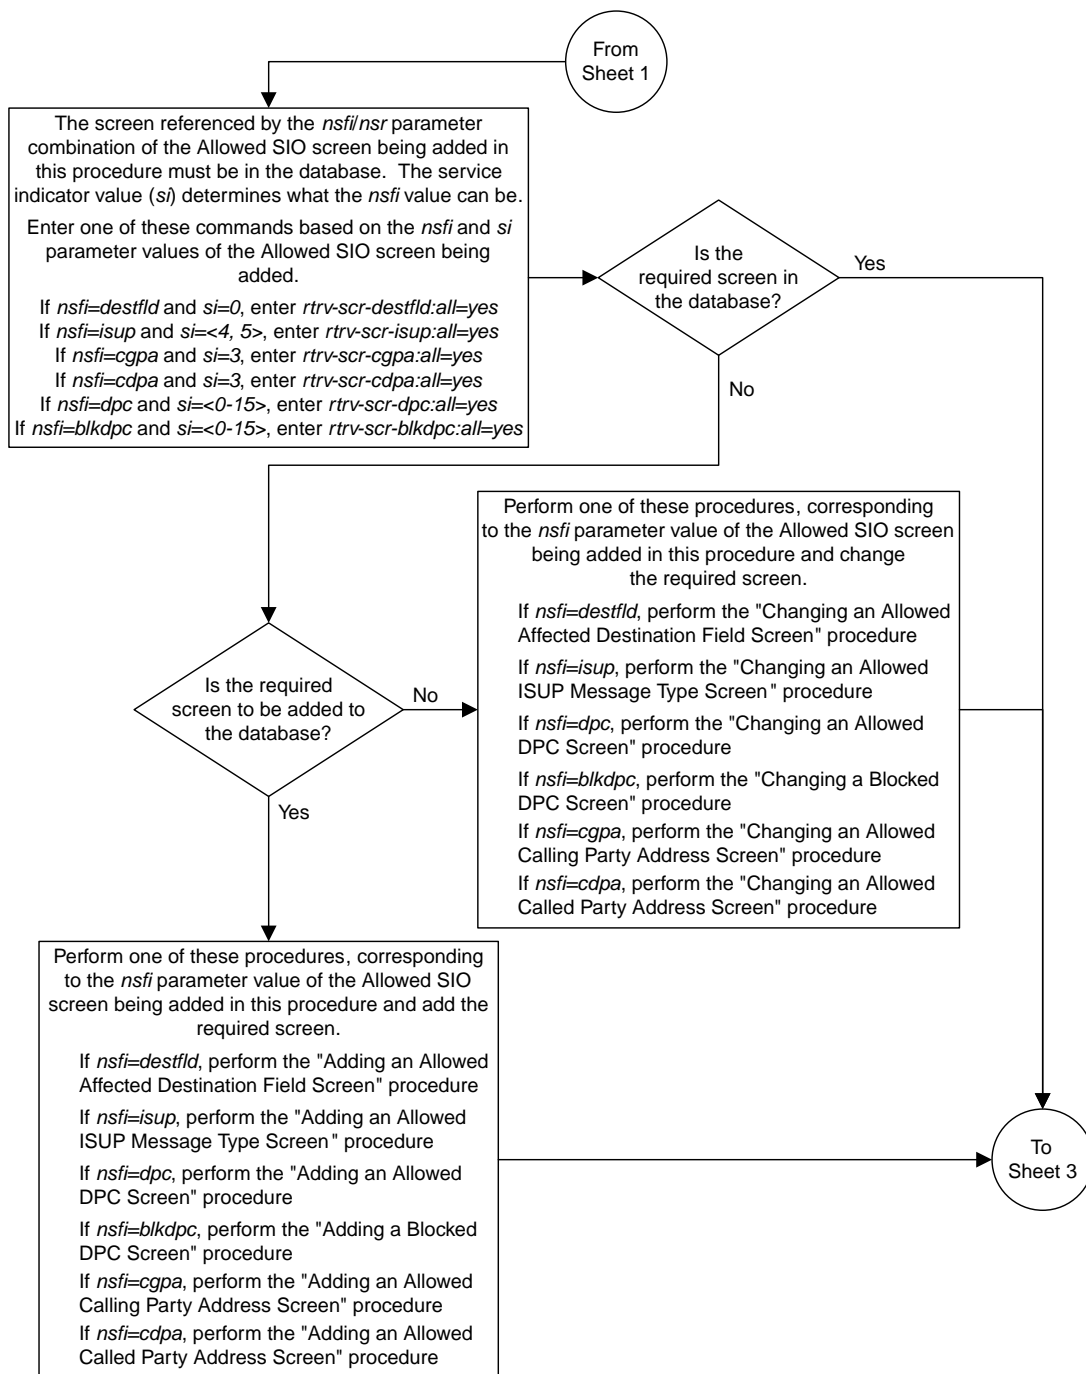 From
Sheet 1
The screen referenced by the nsfi/nsr parameter
combination of the Allowed SIO screen being added in
this procedure must be in the database. The service
indicator value (si) determines what the nsfi value can be.
Enter one of these commands based on the nsfi and si
parameter values of the Allowed SIO screen being
added.
If nsfi=destfld and si=0, enter rtrv-scr-destfld:all=yes
If nsfi=isup and si=<4, 5>, enter rtrv-scr-isup:all=yes
If nsfi=cgpa and si=3, enter rtrv-scr-cgpa:all=yes
If nsfi=cdpa and si=3, enter rtrv-scr-cdpa:all=yes
If nsfi=dpc and si=<0-15>, enter rtrv-scr-dpc:all=yes
If nsfi=blkdpc and si=<0-15>, enter rtrv-scr-blkdpc:all=yes
Is the
required screen in
the database?
Yes
No
Is the required
screen to be added to
the database?
No
Yes
Perform one of these procedures, corresponding
to the nsfi parameter value of the Allowed SIO screen
being added in this procedure and change
the required screen.
If nsfi=destfld, perform the "Changing an Allowed
Affected Destination Field Screen" procedure
If nsfi=isup, perform the "Changing an Allowed
ISUP Message Type Screen" procedure
If nsfi=dpc, perform the "Changing an Allowed
DPC Screen" procedure
If nsfi=blkdpc, perform the "Changing a Blocked
DPC Screen" procedure
If nsfi=cgpa, perform the "Changing an Allowed
Calling Party Address Screen" procedure
If nsfi=cdpa, perform the "Changing an Allowed
Called Party Address Screen" procedure
Perform one of these procedures, corresponding
to the nsfi parameter value of the Allowed SIO
screen being added in this procedure and add the
required screen.
If nsfi=destfld, perform the "Adding an Allowed
Affected Destination Field Screen" procedure
If nsfi=isup, perform the "Adding an Allowed
ISUP Message Type Screen" procedure
If nsfi=dpc, perform the "Adding an Allowed
DPC Screen" procedure
If nsfi=blkdpc, perform the "Adding a Blocked
DPC Screen" procedure
If nsfi=cgpa, perform the "Adding an Allowed
Calling Party Address Screen" procedure
If nsfi=cdpa, perform the "Adding an Allowed
Called Party Address Screen" procedure
To
Sheet 3